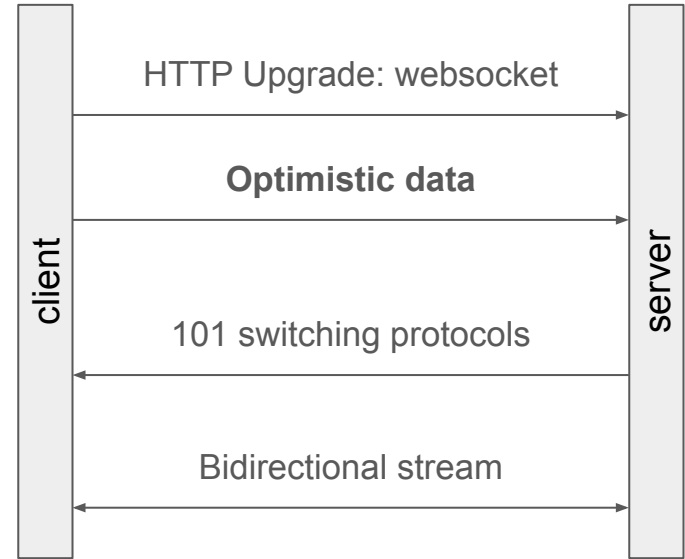 HTTP Upgrade: websocket
Optimistic data
client
server
101 switching protocols
Bidirectional stream